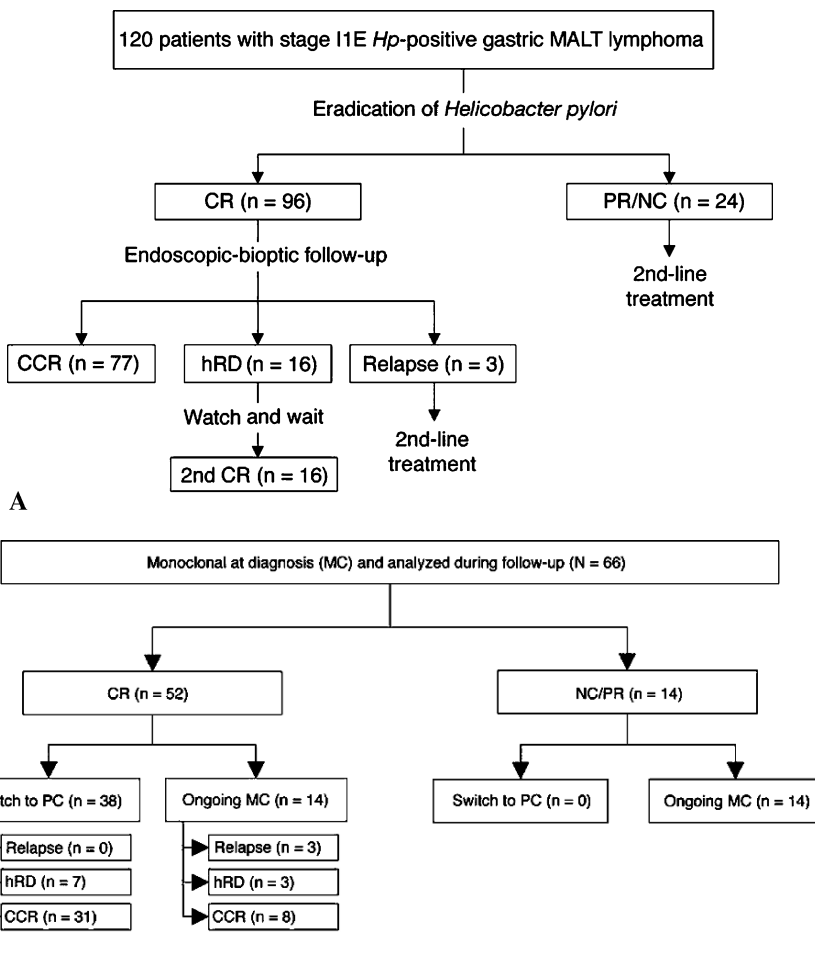 120 patients with stage I1E Hp-positive gastric MALT lymphoma
Eradication of Helicobacter pylori
CR (n = 96)
PR/NC (n = 24)
Endoscopic-bioptic follow-up
2nd-line
treatment
CCR (n = 77)
hRD (n = 16)
Relapse (n = 3)
Watch and wait
2nd-line
treatment
2nd CR (n = 16)
A
Monoclonal at diagnosis (MC) and analyzed during follow-up (N = 66)
CR (n = 52)
NC/PR (n = 14)
tch to PC (n = 38)
Ongoing MC (n = 14)
Switch to PC (n = 0)
Ongoing MC (n = 14)
Relapse (n = 0)
Relapse (n = 3)
hRD (n = 7)
hRD (n = 3)
CCR (n = 31)
CCR (n = 8)